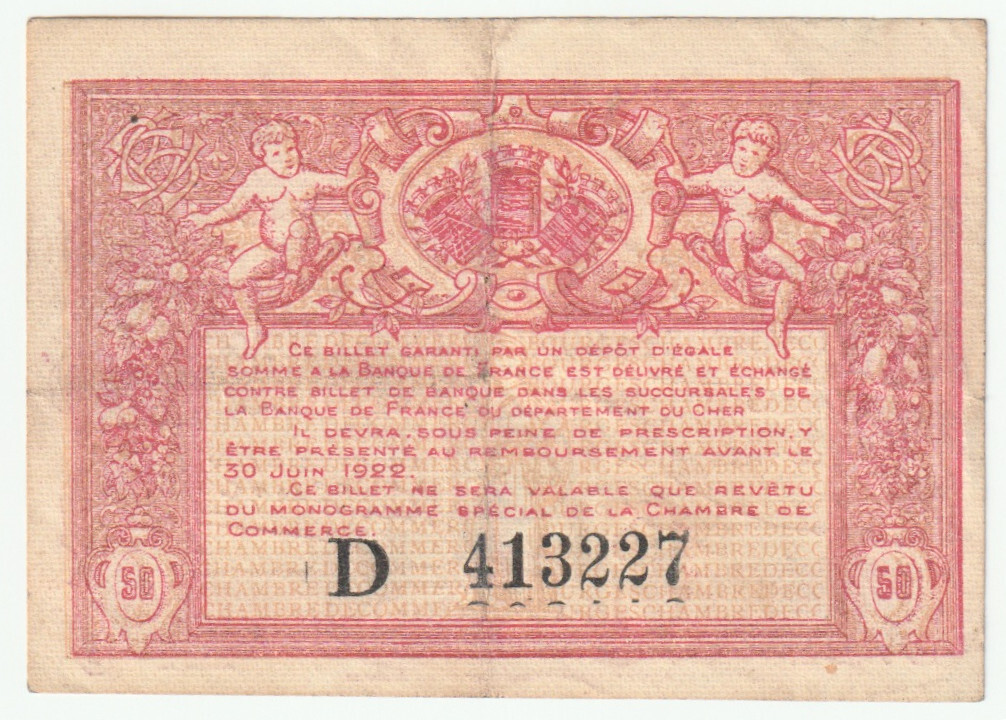 CE BILLET GARANTI PAR UN DÉPÔT D'ÉGALE
SOMME A LA BANQUE DE FRANCE EST DÉLIVRÉ ET ÉCHANGÉ
CONTRE BILLET DE BANQUE DANS LES SUCCURSALES DE
LA BANQUE DE FRANCE DU DÉPARTEMENT DU CHER
IL DEVRA, SOUS PEINE DE PRESCRIPTION, Y
ÊTRE PRÉSENTÉ AU REMBOURSEMENT AVANT LE
30 JUIN 1922.
CE BILLET NE SERA VALABLE QUE REVÊTU
DU MONOGRAMME SPÉCIAL DE LA CHAMBRE DE
COMMERCE.
D 413227
50 50